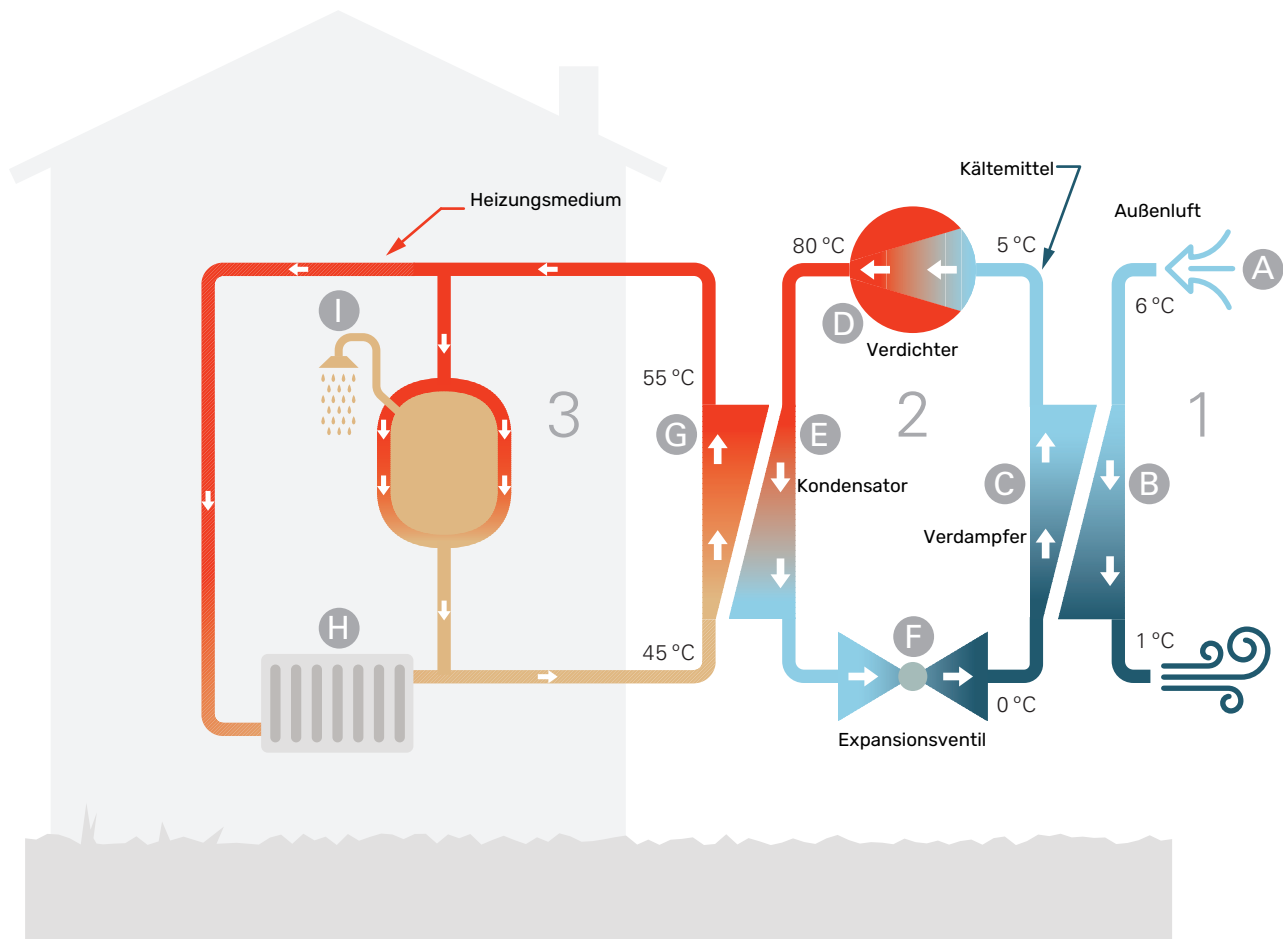 Kältemittel
Heizungsmedium
Außenluft
80 °C
5 °C
A
6 °C
I
D
Verdichter
55 °C
3
2
1
G
E
Kondensator
C
B
Verdampfer
H
F
45 °C
1 °C
0 °C
Expansionsventil